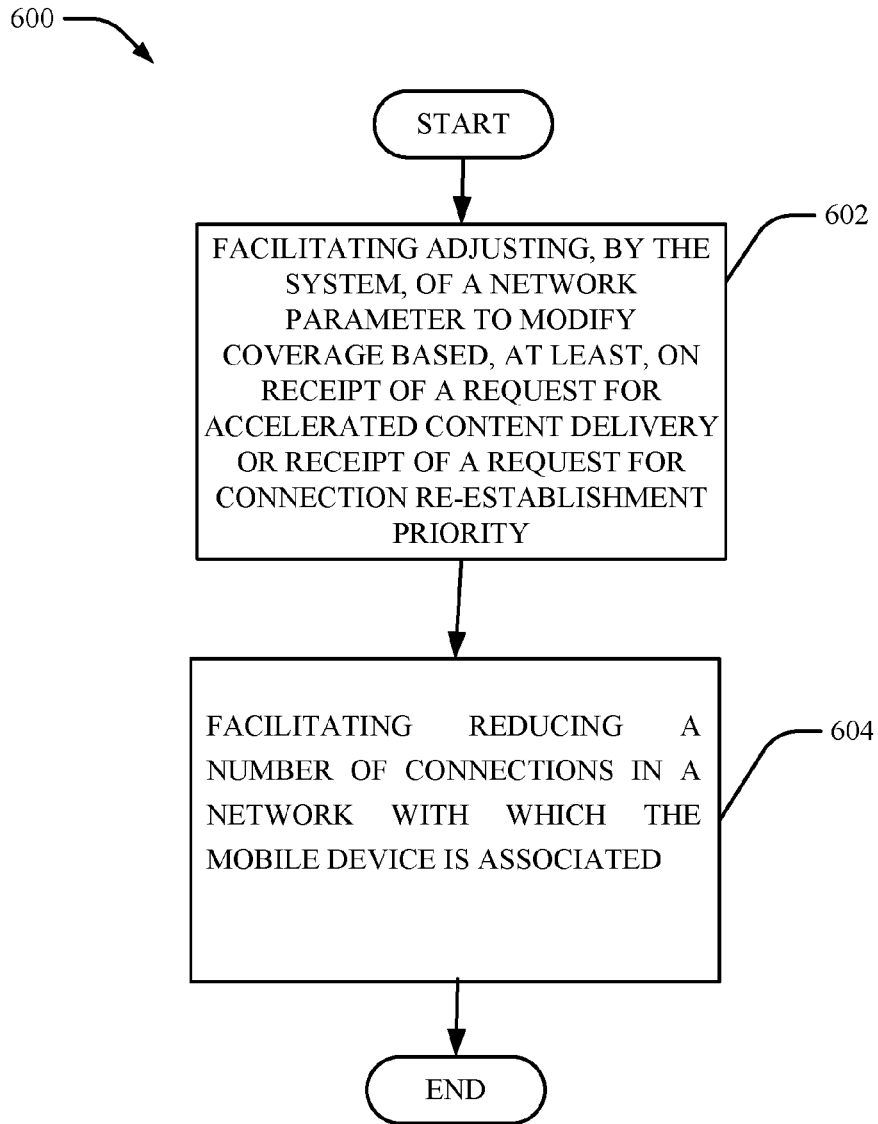 600
START
602
FACILITATING ADJUSTING, BY THE
SYSTEM, OF A NETWORK
PARAMETER TO MODIFY
COVERAGE BASED, AT LEAST, ON
RECEIPT OF A REQUEST FOR
ACCELERATED CONTENT DELIVERY
OR RECEIPT OF A REQUEST FOR
CONNECTION RE-ESTABLISHMENT
PRIORITY
604
FACILITATING REDUCING A
NUMBER OF CONNECTIONS IN A
NETWORK WITH WHICH THE
MOBILE DEVICE IS ASSOCIATED
END